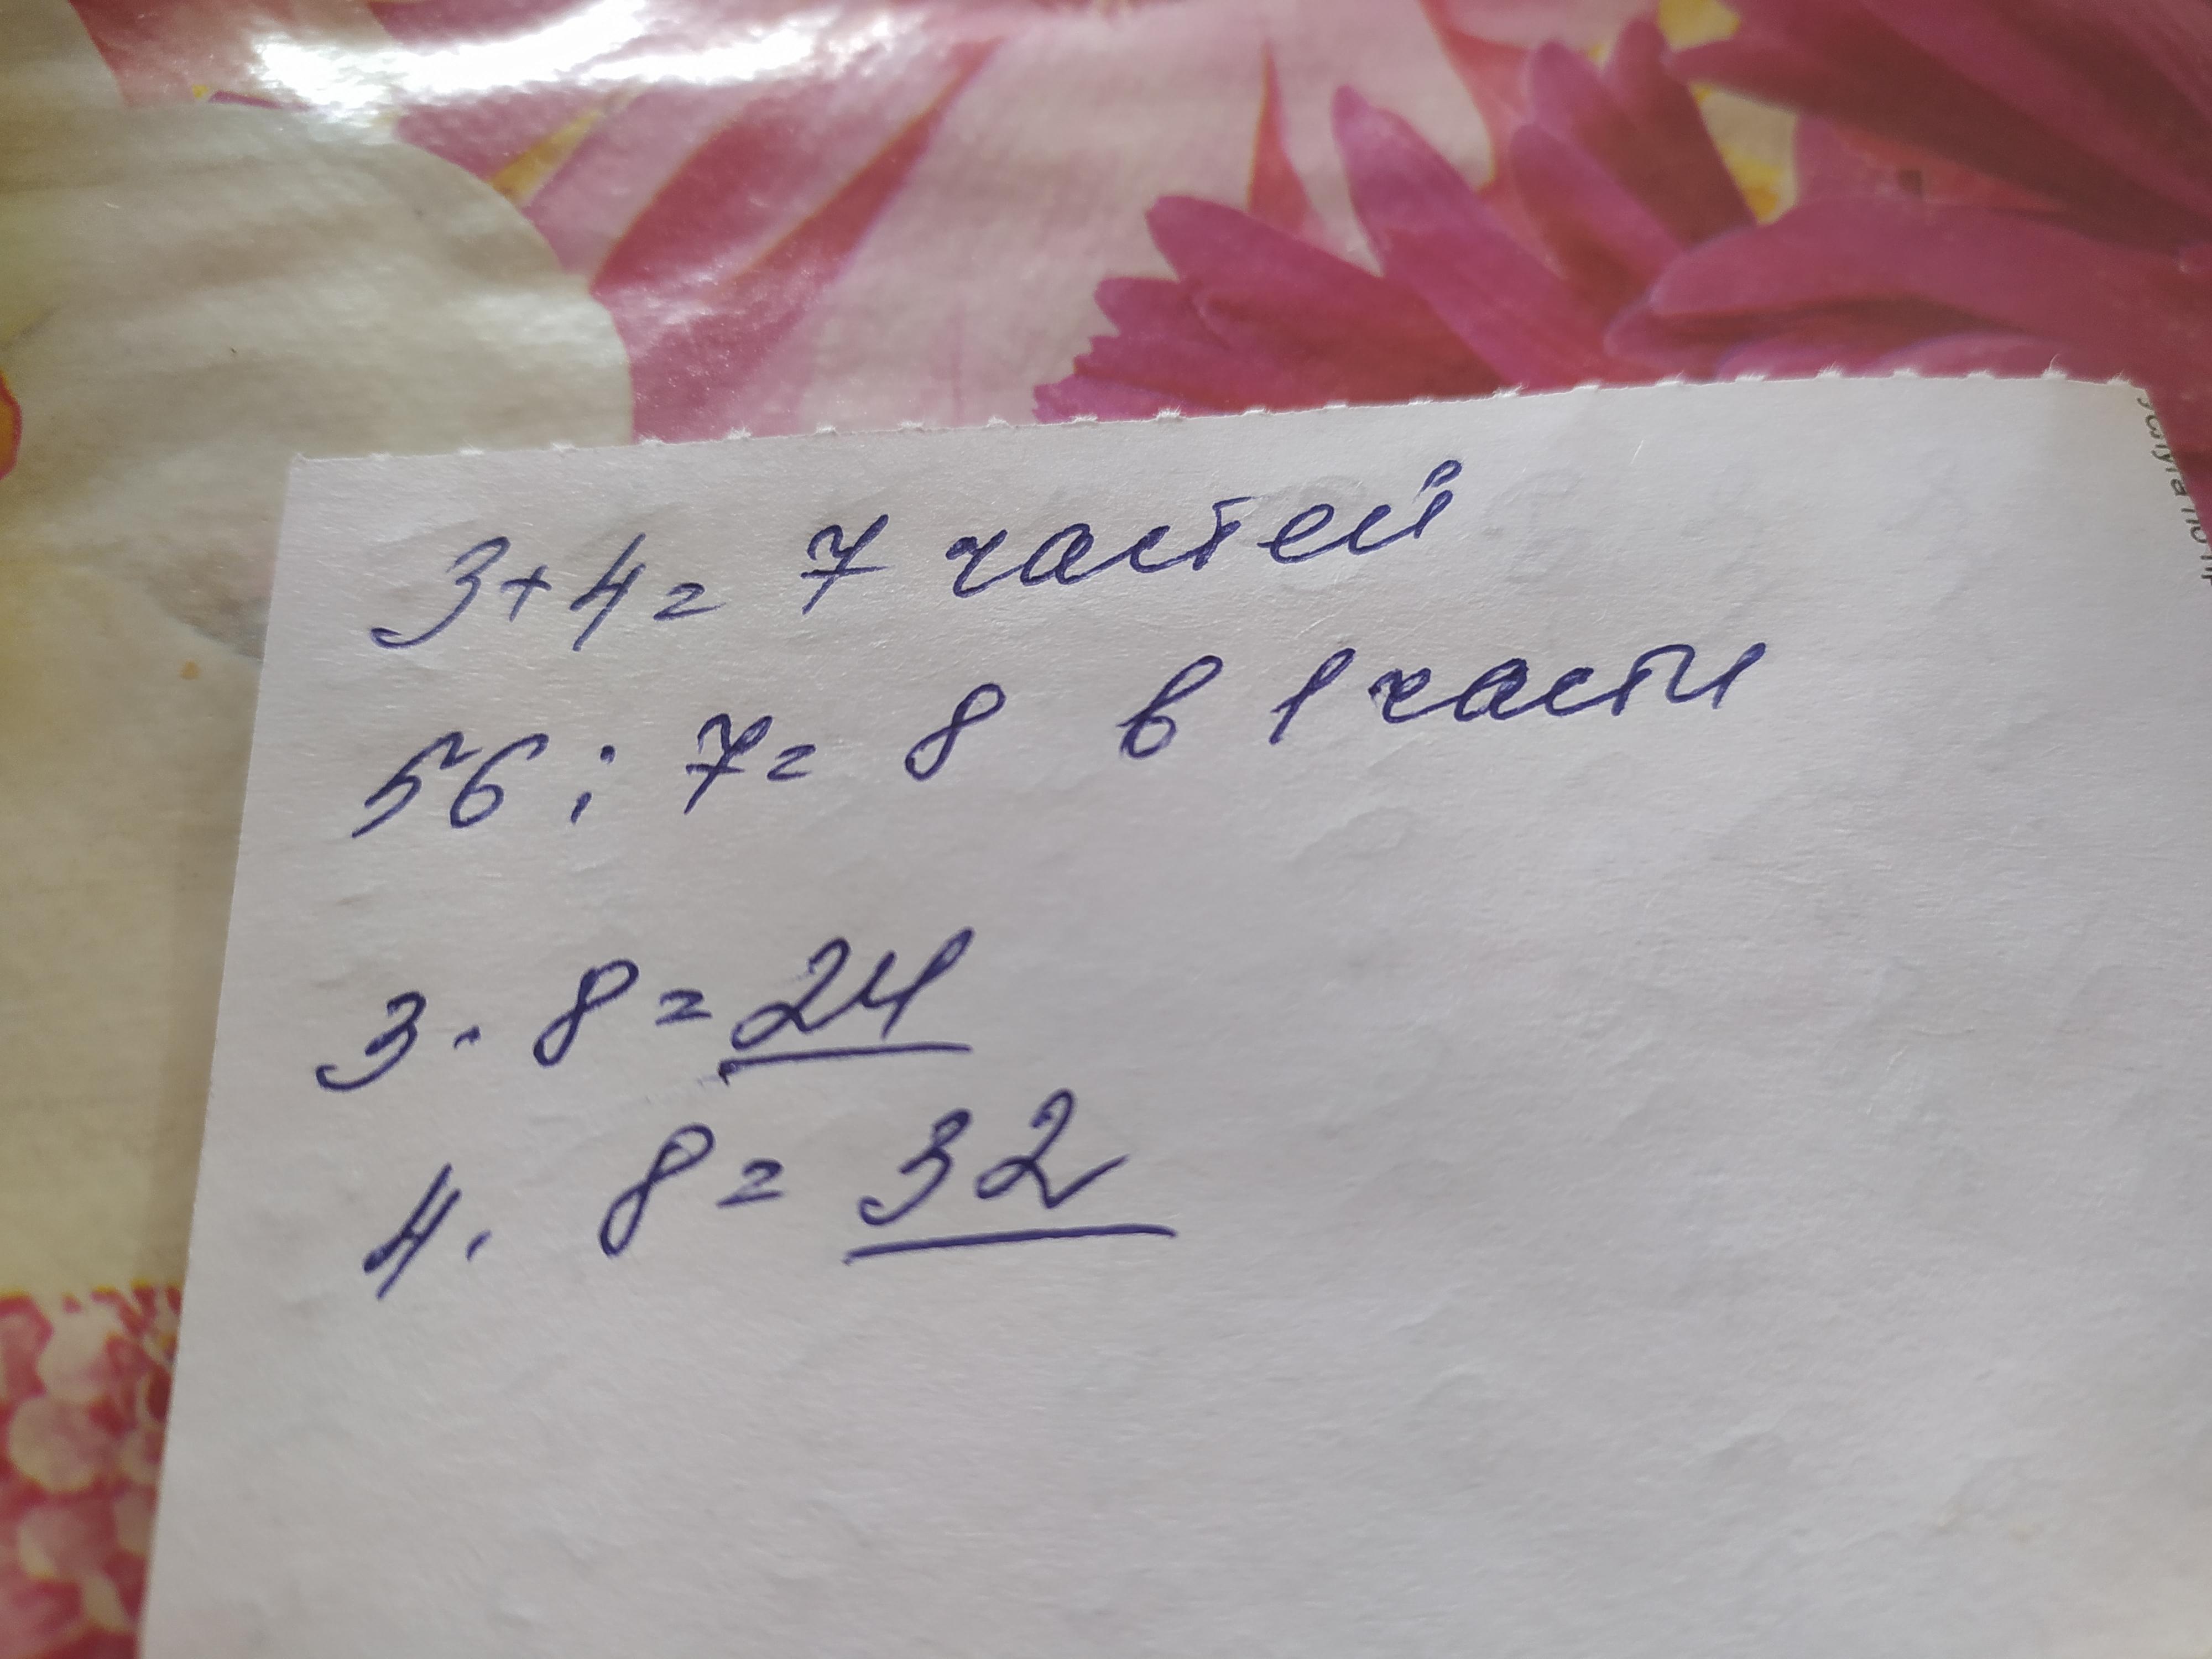 3+4= 7 частей
56 : 7= 8 в 1 части
3 . 8 = 24
4 . 8 = 32